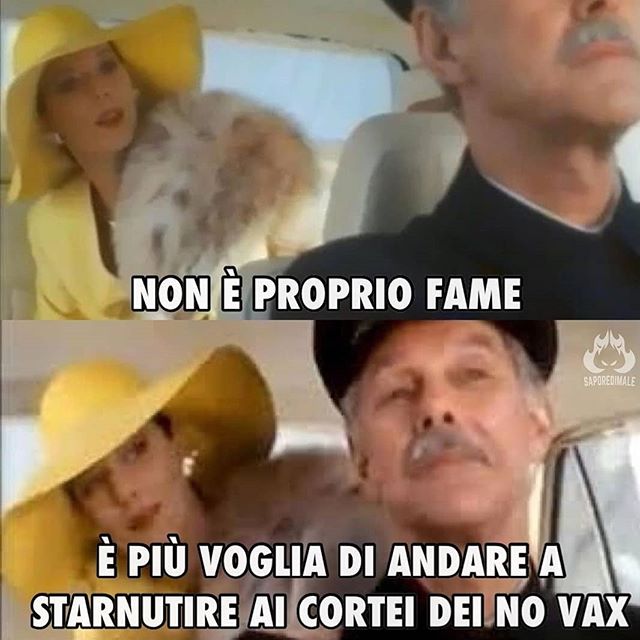 NON È PROPRIO FAME
SAPOREDIMALE
È PIÙ VOGLIA DI ANDARE A
STARNUTIRE AI CORTEI DEI NO VAX